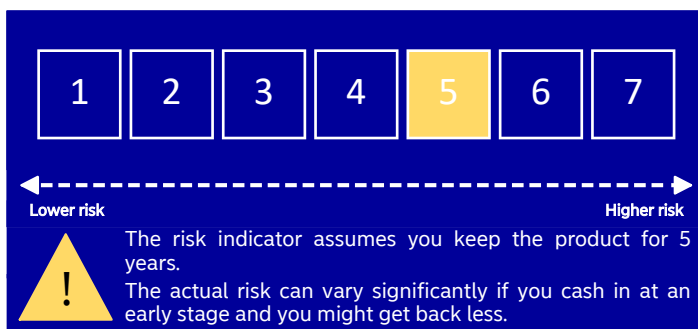 1 2 3 4 5 6 7
Lower risk Higher risk
The risk indicator assumes you keep the product for 5
years.
!
The actual risk can vary significantly if you cash in at an
early stage and you might get back less.